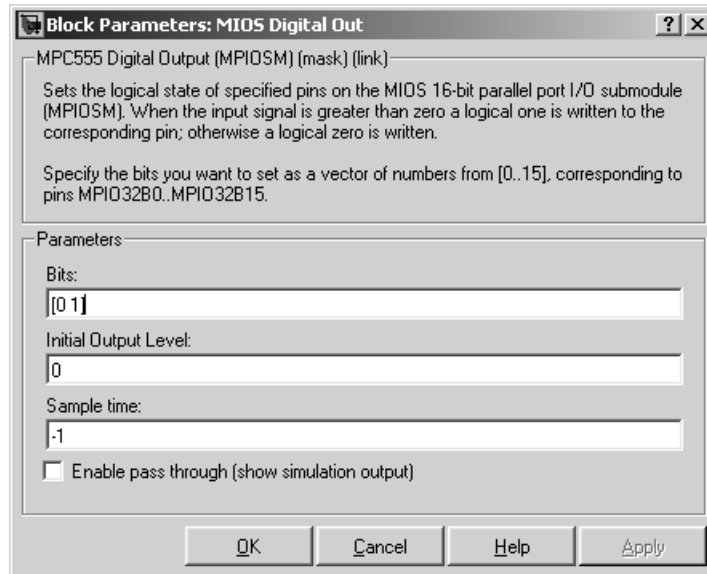 Block Parameters: MIOS Digital Out
MPC555 Digital Output (MPIOSM) (mask) (link)
Sets the logical state of specified pins on the MIOS 16-bit parallel port I/O submodule
(MPIOSM). When the input signal is greater than zero a logical one is written to the
corresponding pin; otherwise a logical zero is written.
Specify the bits you want to set as a vector of numbers from [0..15], corresponding to
pins MPIO32B0..MPIO32B15.
Parameters
Bits:
[0 1]
Initial Output Level:
0
Sample time:
-1
Enable pass through (show simulation output)
OK Cancel Help Apply